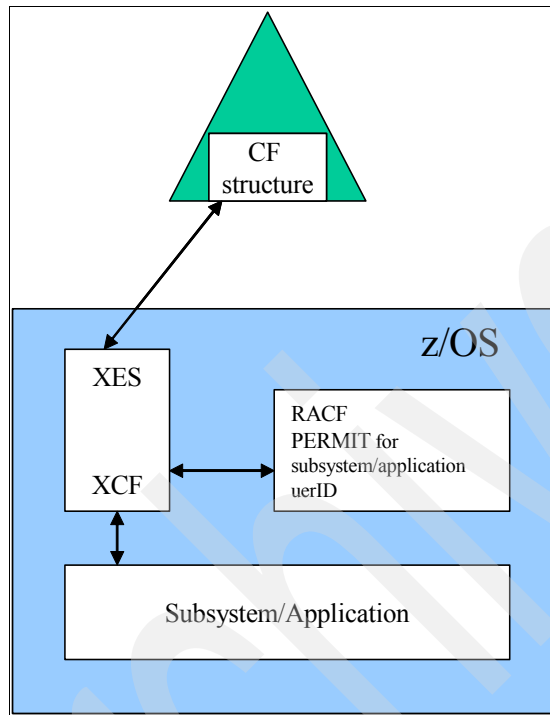 CF
structure
z/OS
XES
XCF
RACF
PERMIT for
subsystem/application
uerID
Subsystem/Application